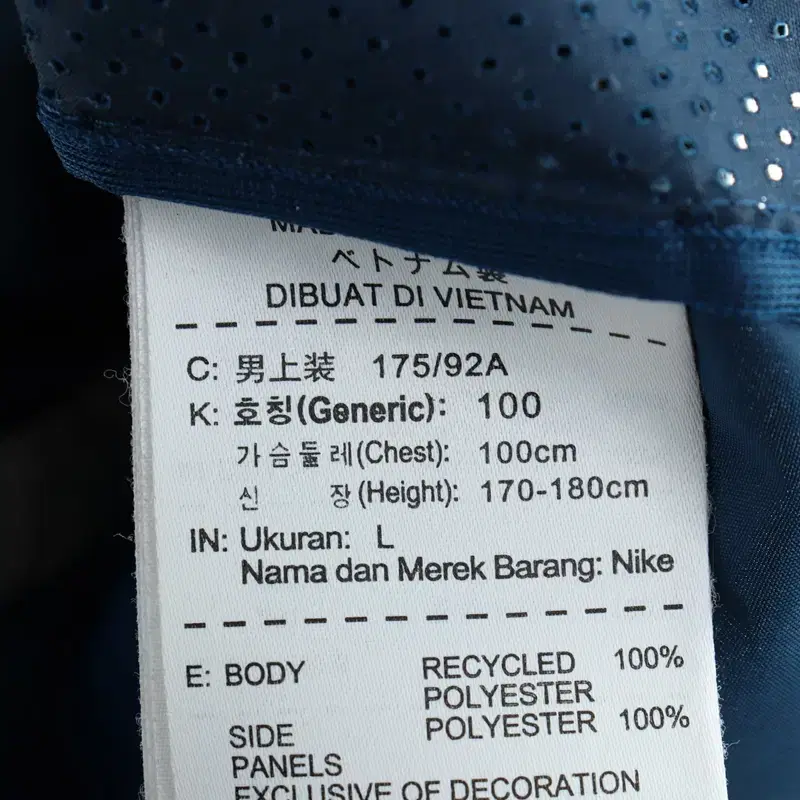 ベトナム製
DIBUAT DI VIETNAM
C: 男上装 175/92A
K: 호칭(Generic): 100
가슴둘레(Chest): 100cm
신 장(Height): 170-180cm
IN: Ukuran: L
Nama dan Merek Barang: Nike
E: BODY RECYCLED 100%
POLYESTER
SIDE POLYESTER 100%
PANELS
EXCLUSIVE OF DECORATION